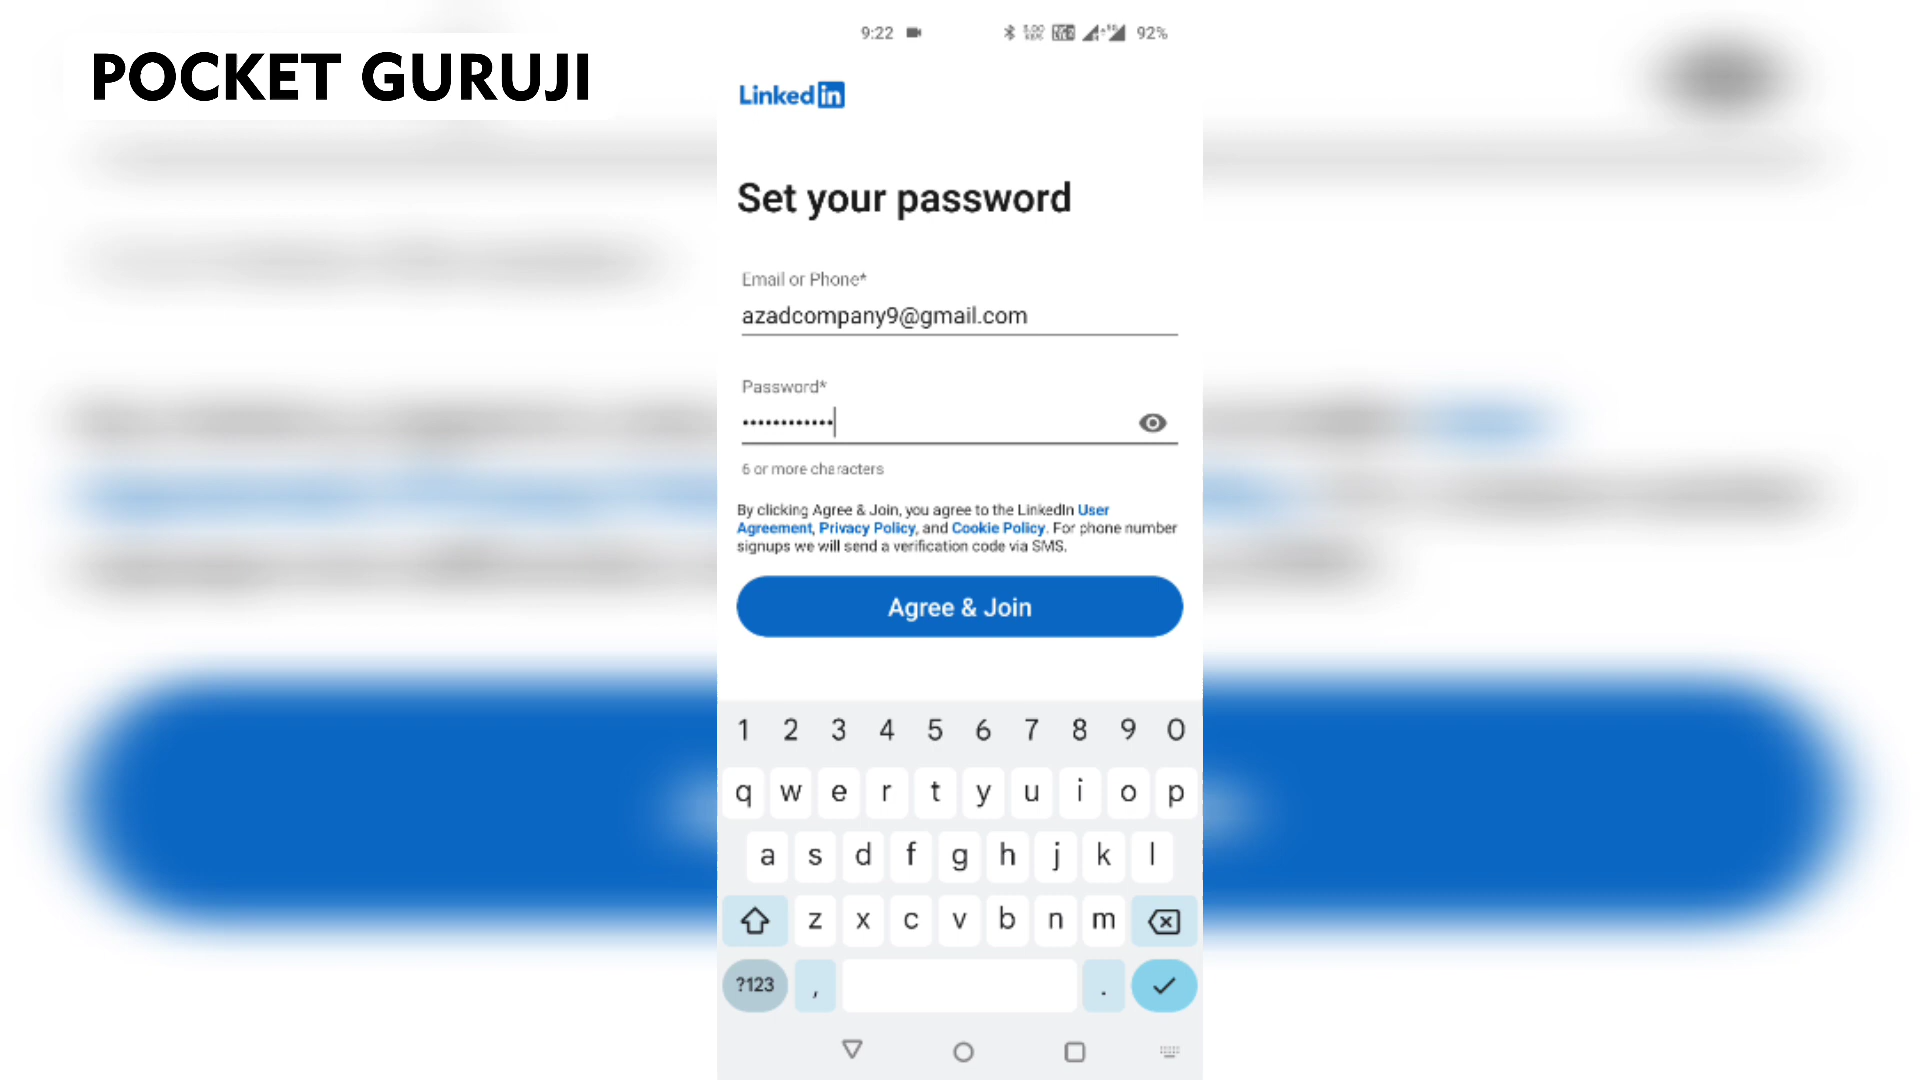 POCKET GURUJI
9:22
92%
Linked in
Set your password
Email or Phone*
azadcompany9@gmail.com
Password*
••••••••••••
6 or more characters
By clicking Agree & Join, you agree to the LinkedIn User
Agreement, Privacy Policy, and Cookie Policy. For phone number
signups we will send a verification code via SMS.
Agree & Join
1 2 3 4 5 6 7 8 9 0
q w e r t y u i o p
a s d f g h j k l
z x c v b n m
?123 , .